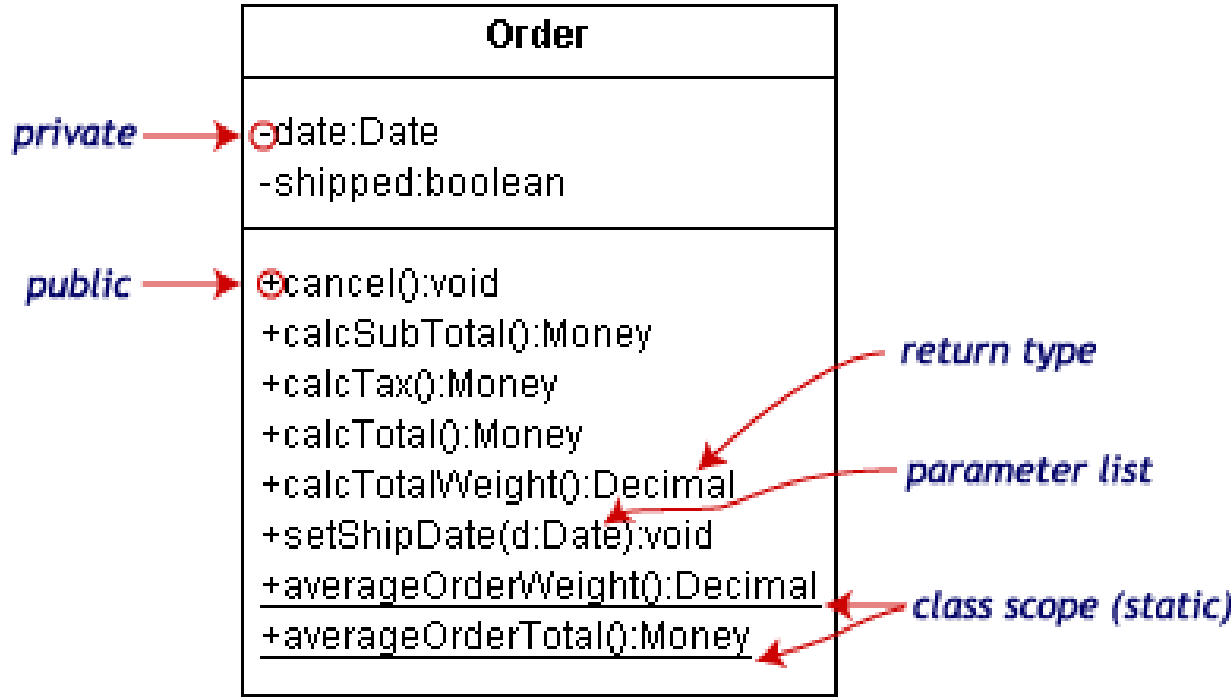 Order
private
-date:Date
-shipped:boolean
public
+cancel():void
+calcSubTotal():Money
return type
+calcTax():Money
+calcTotal():Money
parameter list
+calcTotalWeight():Decimal
+setShipDate(d:Date):void
+averageOrderWeight():Decimal
class scope (static)
+averageOrderTotal():Money